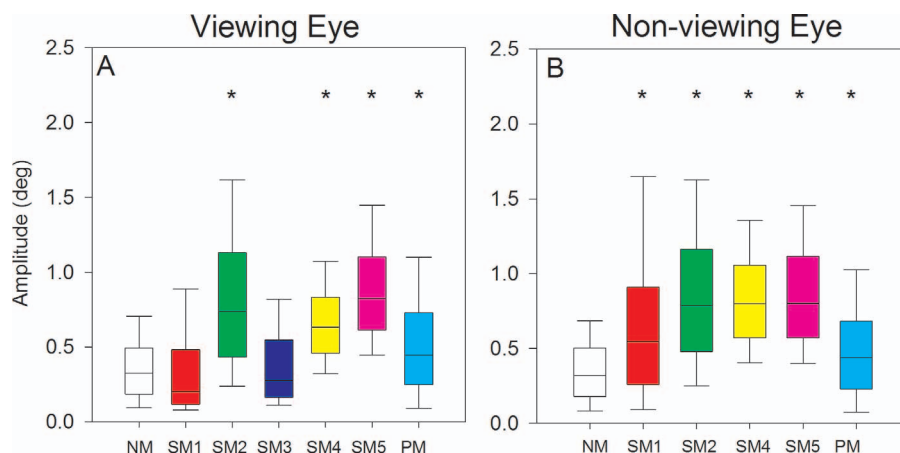 Viewing Eye
Non-viewing Eye
A
B
* * * *
* * * * *
Amplitude (deg)
2.5
2.0
1.5
1.0
0.5
0.0
NM SM1 SM2 SM3 SM4 SM5 PM
2.5
2.0
1.5
1.0
0.5
0.0
NM SM1 SM2 SM4 SM5 PM